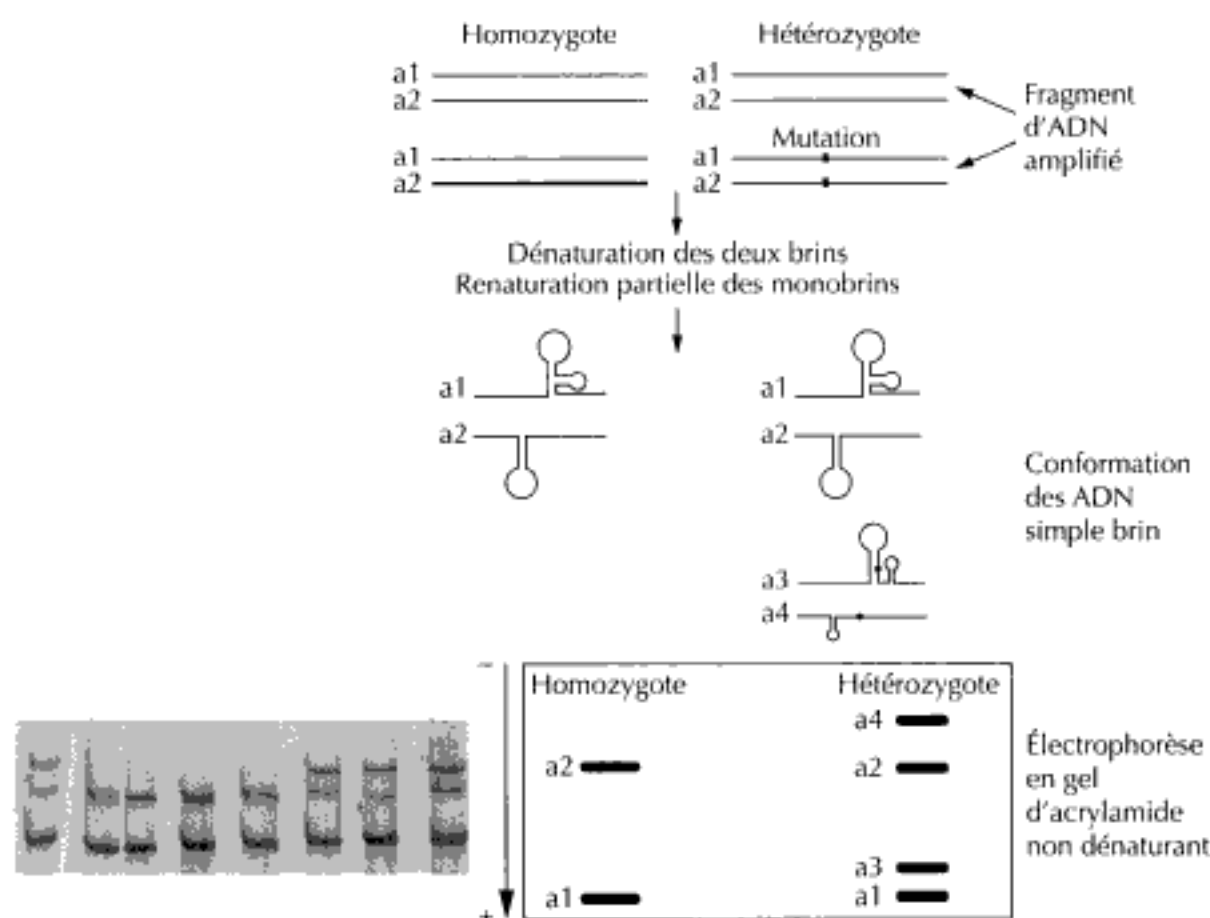 Homozygote Hétérozygote
a1 a1
a2 a2
Fragment
d'ADN
amplifié
Mutation
a1 a1
a2 a2
Dénaturation des deux brins
Renaturation partielle des monobrins
a1 a1
a2 a2
Conformation
des ADN
simple brin
a3
a4
−
Homozygote Hétérozygote
a4
a2 a2
a3
a1 a1
+
Électrophorèse
en gel
d'acrylamide
non dénaturant